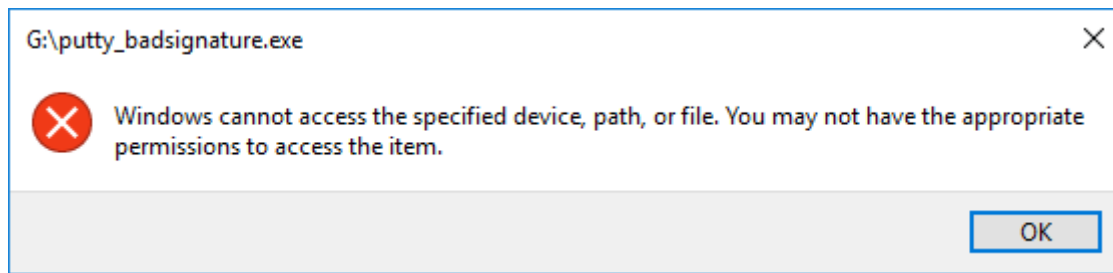 G:\putty_badsignature.exe
Windows cannot access the specified device, path, or file. You may not have the appropriate
permissions to access the item.
OK